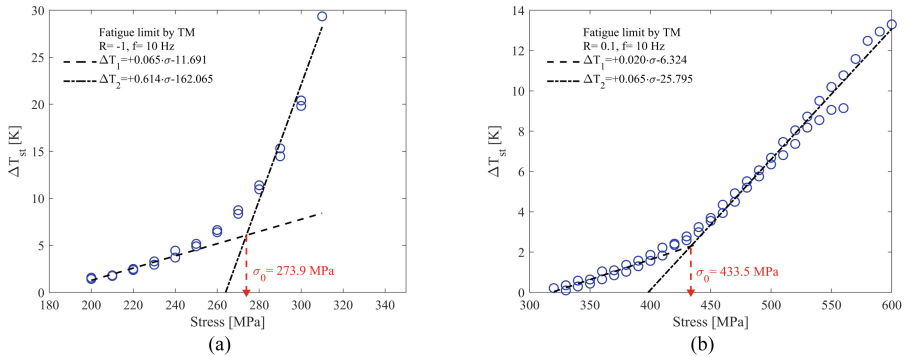 (a)
Fatigue limit by TM
R= -1, f= 10 Hz
ΔT₁=+0.065·σ-11.691
ΔT₂=+0.614·σ-162.065
ΔT_st [K]
30
25
20
15
10
5
0
σ₀= 273.9 MPa
180 200 220 240 260 280 300 320 340
Stress [MPa]
(a)
(b)
Fatigue limit by TM
R= 0.1, f= 10 Hz
ΔT₁=+0.020·σ-6.324
ΔT₂=+0.065·σ-25.795
ΔT_st [K]
14
12
10
8
6
4
2
0
σ₀= 433.5 MPa
300 350 400 450 500 550 600
Stress [MPa]
(b)